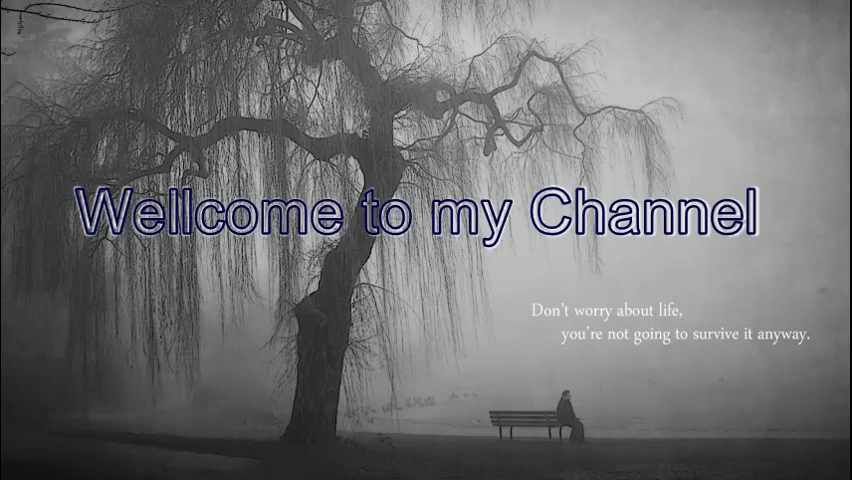 Wellcome to my Channel
Don't worry about life,
you're not going to survive it anyway.